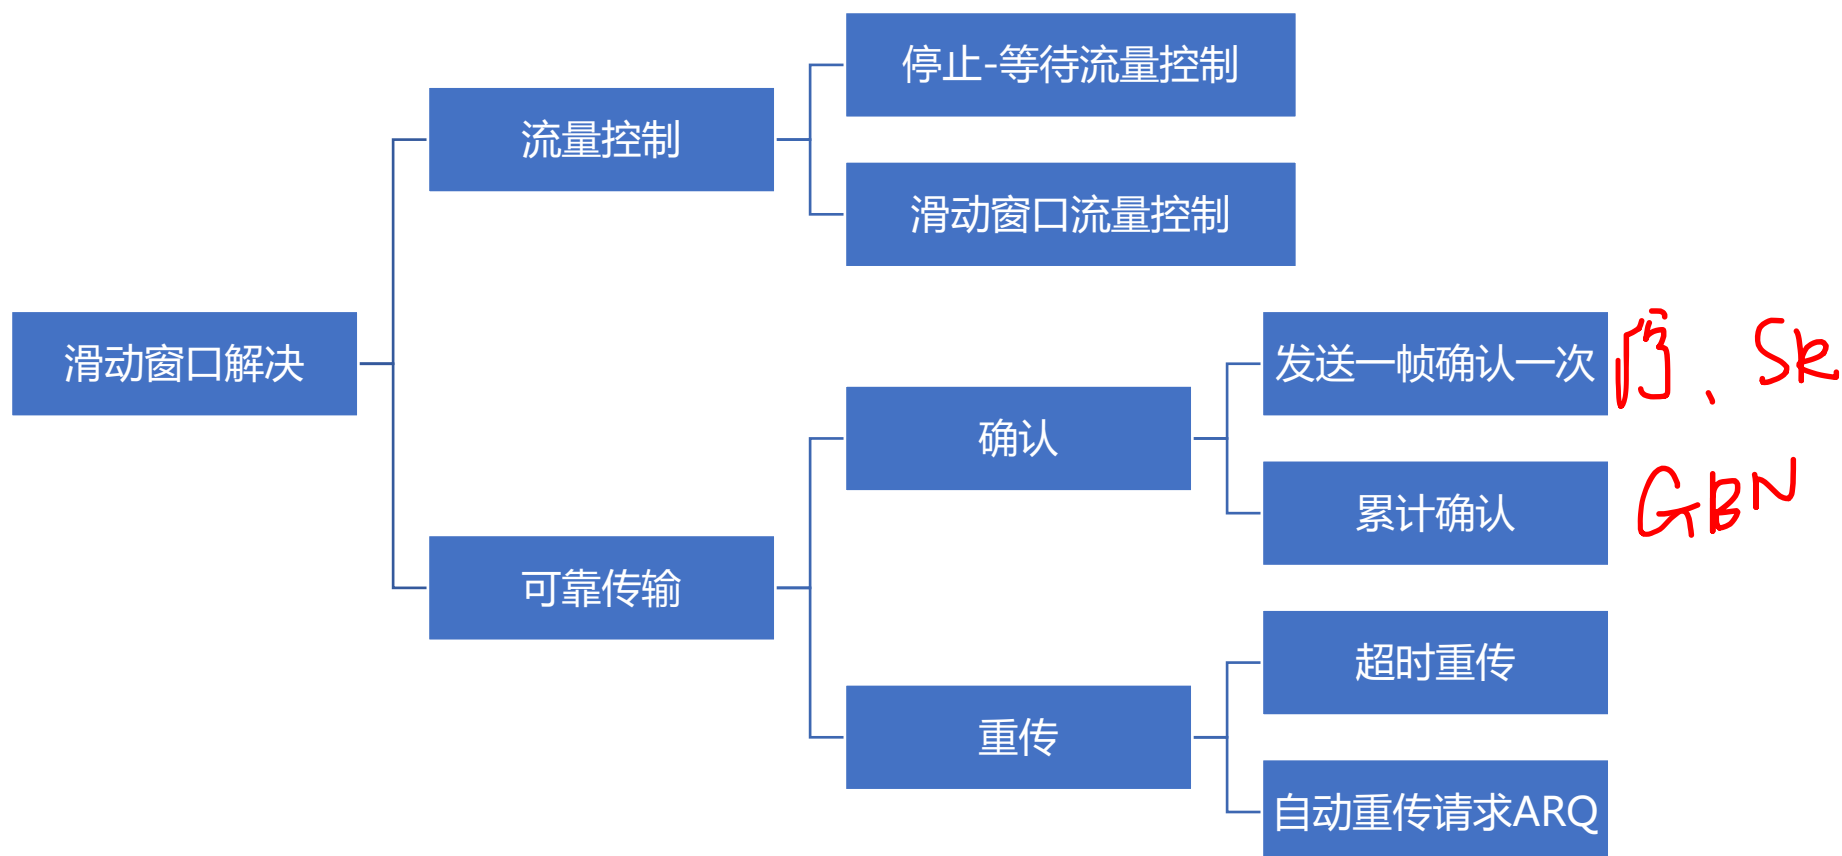 停止-等待流量控制
流量控制
滑动窗口流量控制
滑动窗口解决
发送一帧确认一次
、SR
确认
累计确认
GBN
可靠传输
超时重传
重传
自动重传请求ARQ